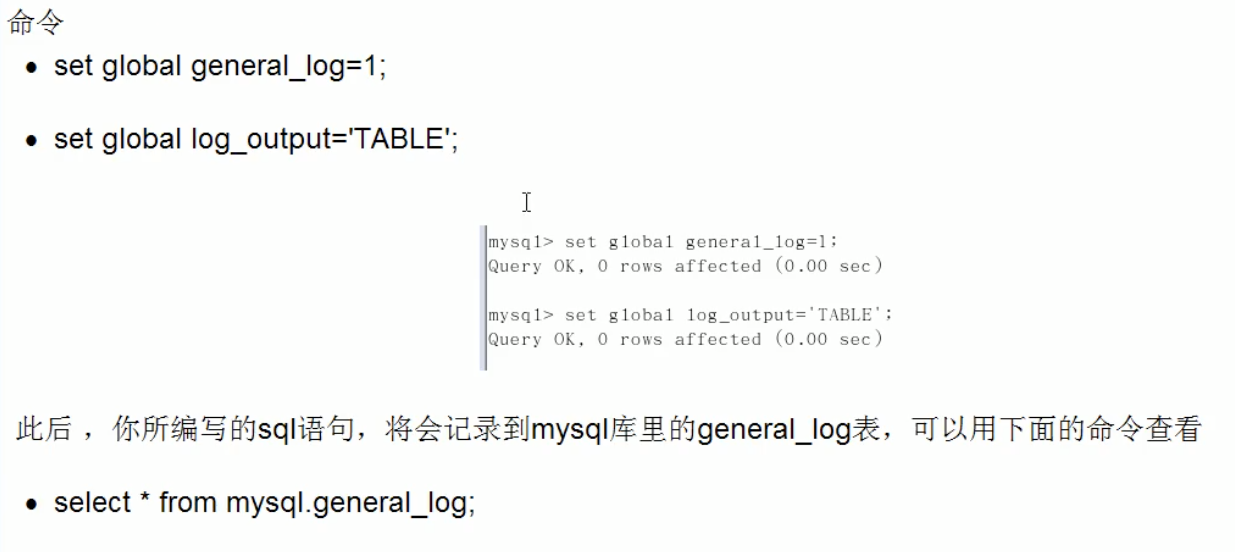 命令
• set global general_log=1;
• set global log_output='TABLE';
mysql> set global general_log=1;
Query OK, 0 rows affected (0.00 sec)
mysql> set global log_output='TABLE';
Query OK, 0 rows affected (0.00 sec)
此后，你所编写的sql语句，将会记录到mysql库里的general_log表，可以用下面的命令查看
• select * from mysql.general_log;